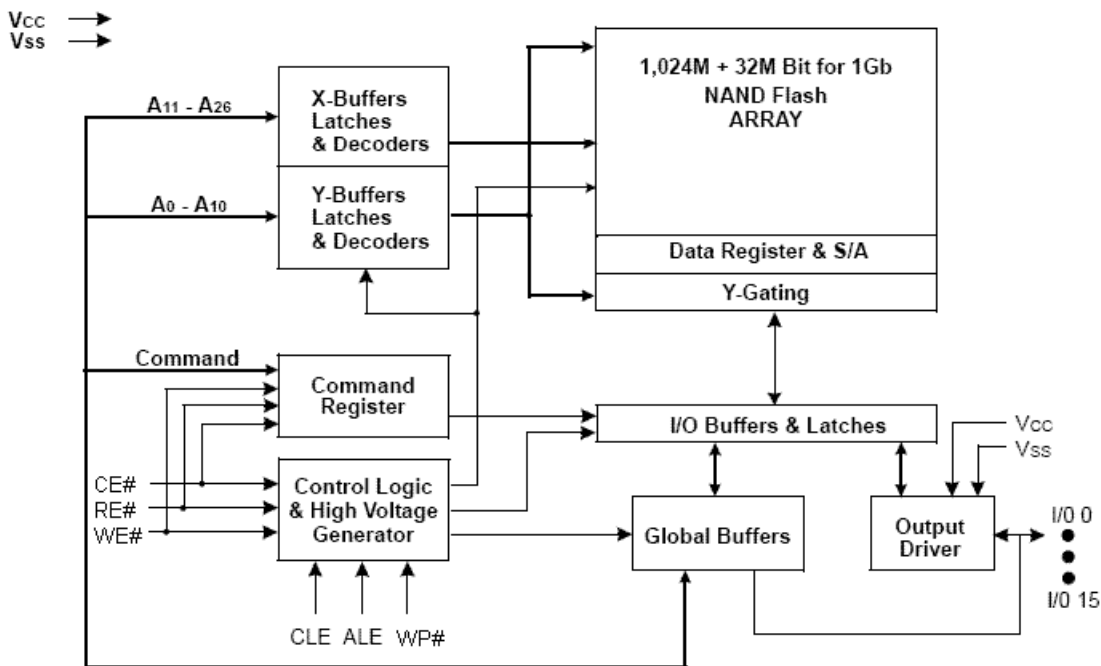 Vcc
Vss
A11 - A26
X-Buffers
Latches
& Decoders
A0 - A10
Y-Buffers
Latches
& Decoders
1,024M + 32M Bit for 1Gb
NAND Flash
ARRAY
Data Register & S/A
Y-Gating
Command
Command
Register
I/O Buffers & Latches
Vcc
Vss
CE#
RE#
WE#
Control Logic
& High Voltage
Generator
Global Buffers
Output
Driver
I/0 0
I/0 15
CLE
ALE
WP#